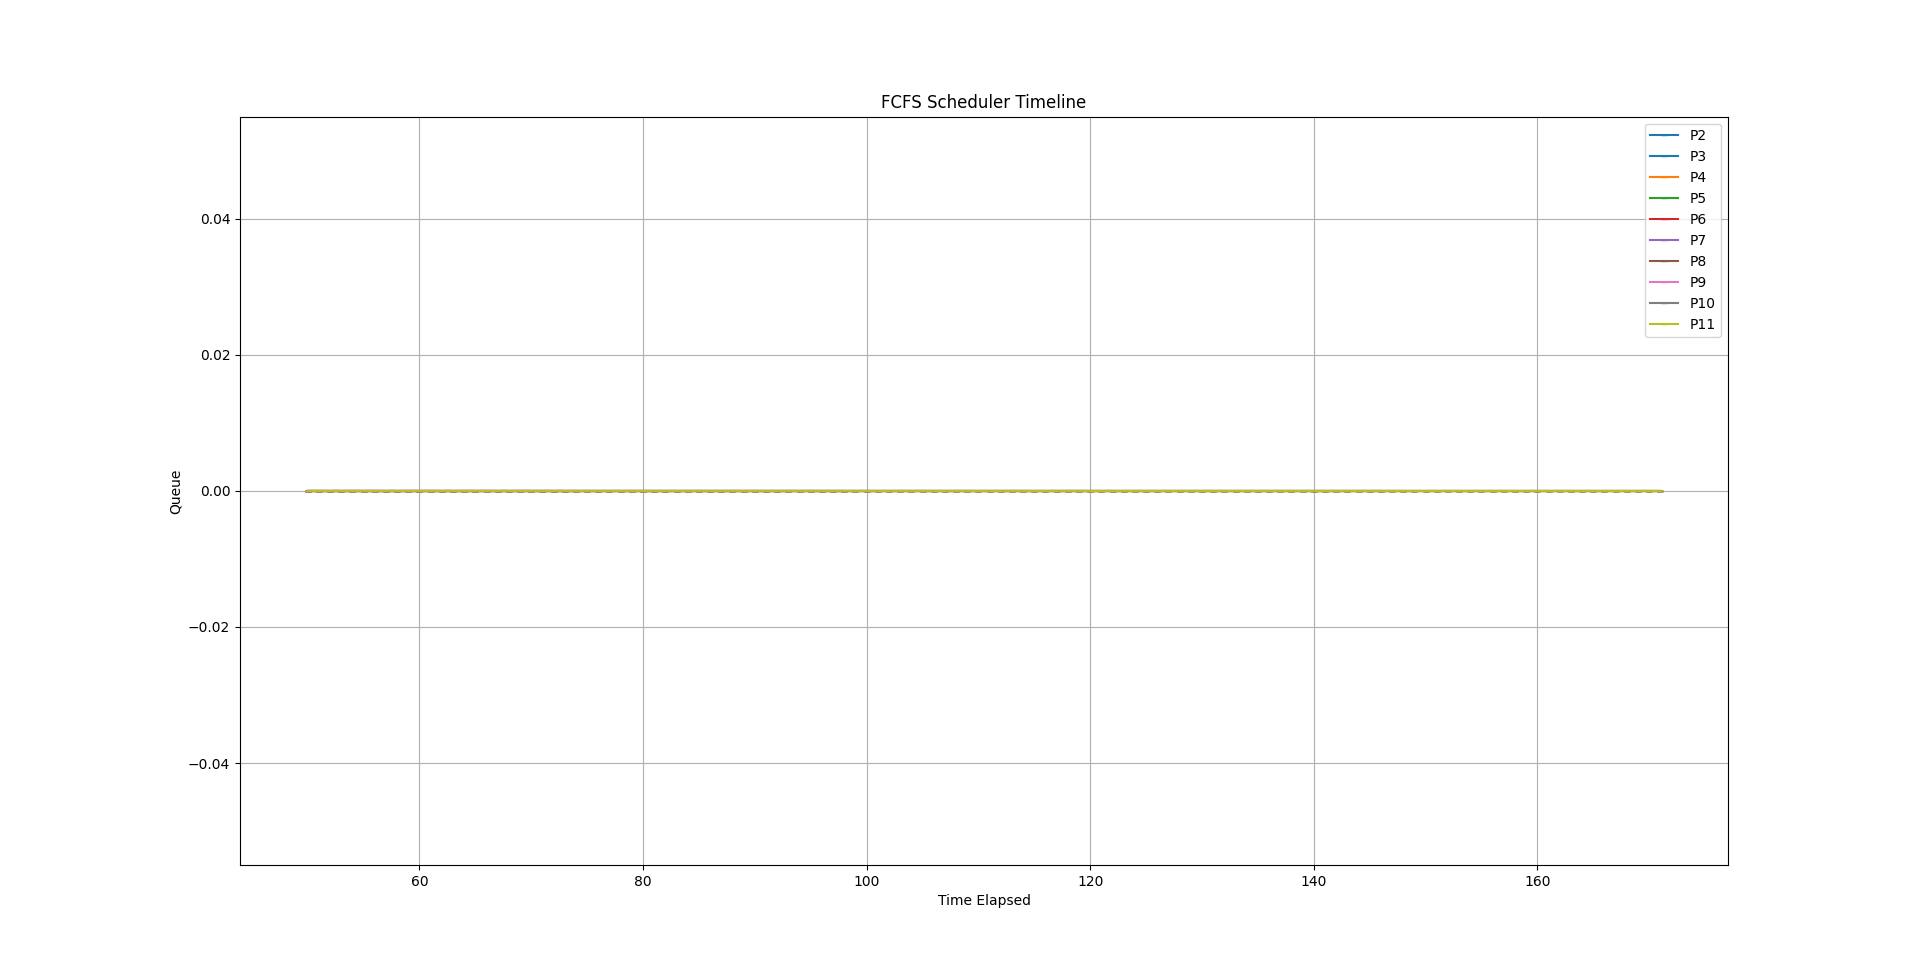 FCFS Scheduler Timeline
P2
P3
P4
P5
P6
P7
P8
P9
P10
P11
0.04
0.02
0.00
−0.02
−0.04
Queue
60 80 100 120 140 160
Time Elapsed